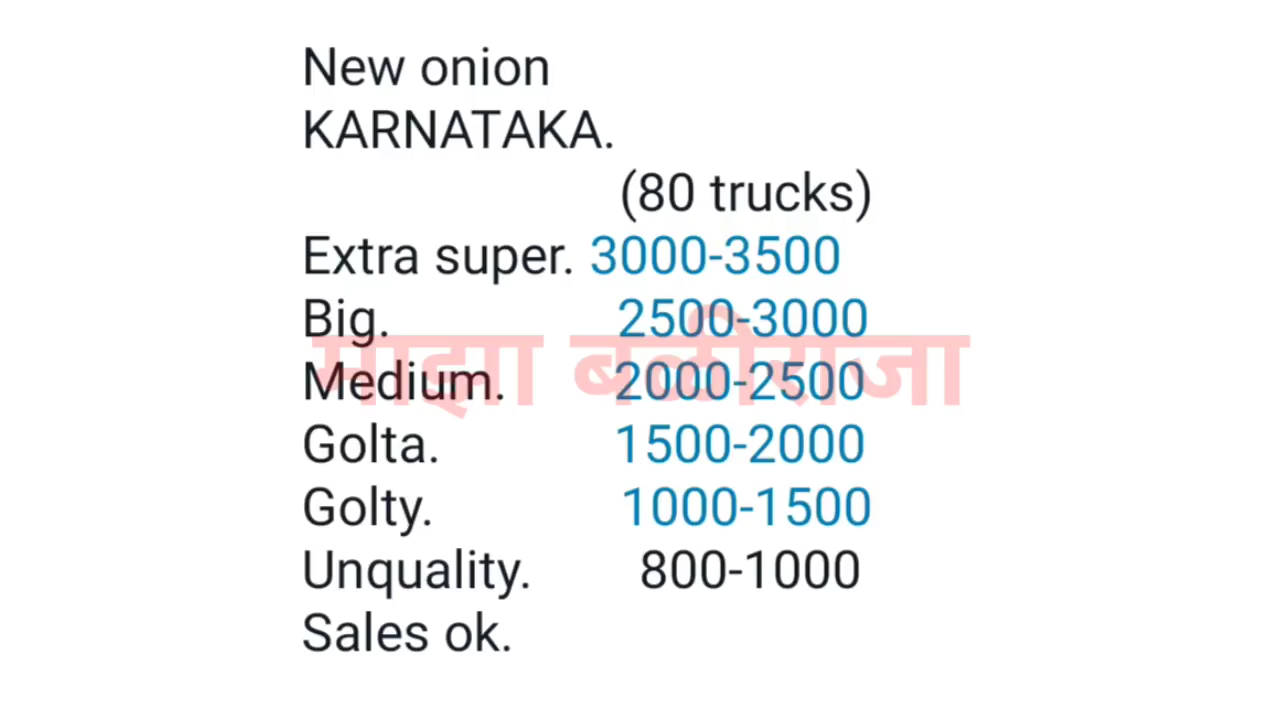 New onion
KARNATAKA.
(80 trucks)
Extra super. 3000-3500
Big. 2500-3000
माझा बळीराजा
Medium. 2000-2500
Golta. 1500-2000
Golty. 1000-1500
Unquality. 800-1000
Sales ok.